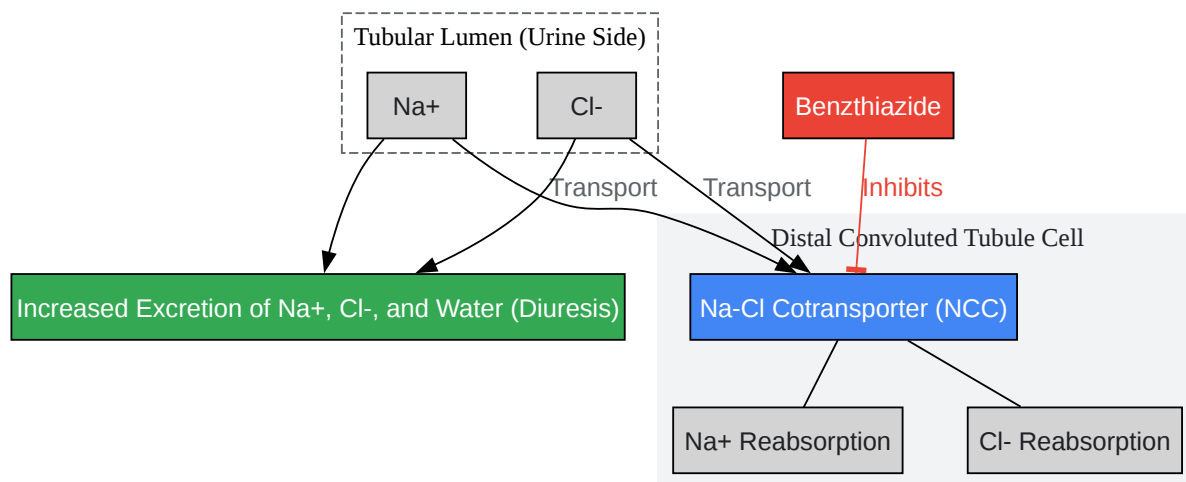 Tubular Lumen (Urine Side)
Na+
Cl-
Benzthiazide
Transport
Transport
Inhibits
Distal Convoluted Tubule Cell
Increased Excretion of Na+, Cl-, and Water (Diuresis)
Na-Cl Cotransporter (NCC)
Na+ Reabsorption
Cl- Reabsorption